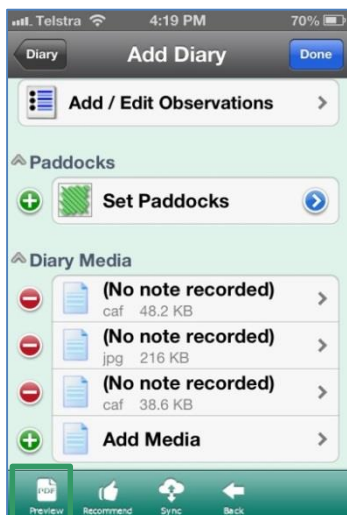 Telstra 4:19 PM 70%
Diary Add Diary Done
Add / Edit Observations
Paddocks
Set Paddocks
Diary Media
(No note recorded)
caf 48.2 KB
(No note recorded)
jpg 216 KB
(No note recorded)
caf 38.6 KB
Add Media
PDF
Preview Recommend Sync Back